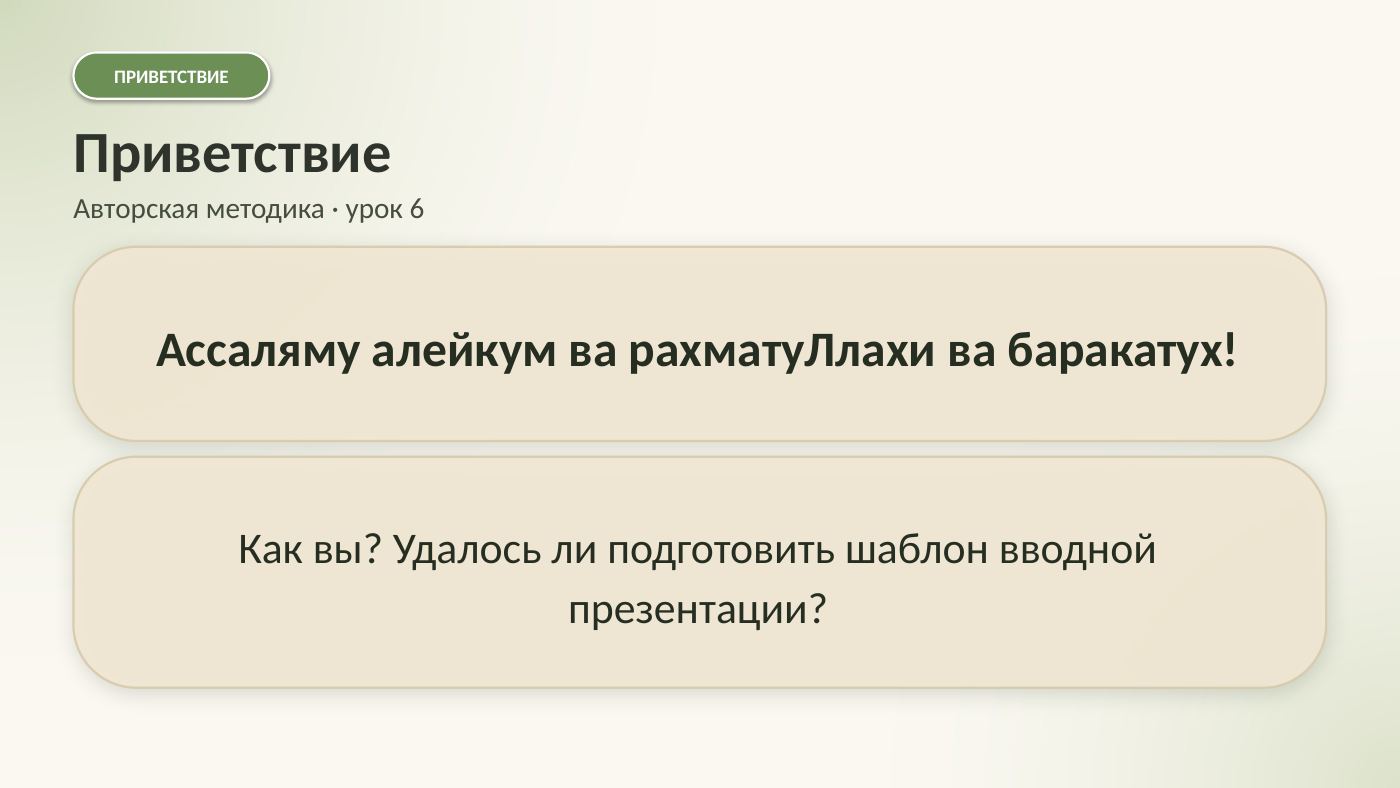 ПРИВЕТСТВИЕ
Приветствие
Авторская методика · урок 6
Ассаляму алейкум ва рахматуЛлахи ва баракатух!
Как вы? Удалось ли подготовить шаблон вводной
презентации?